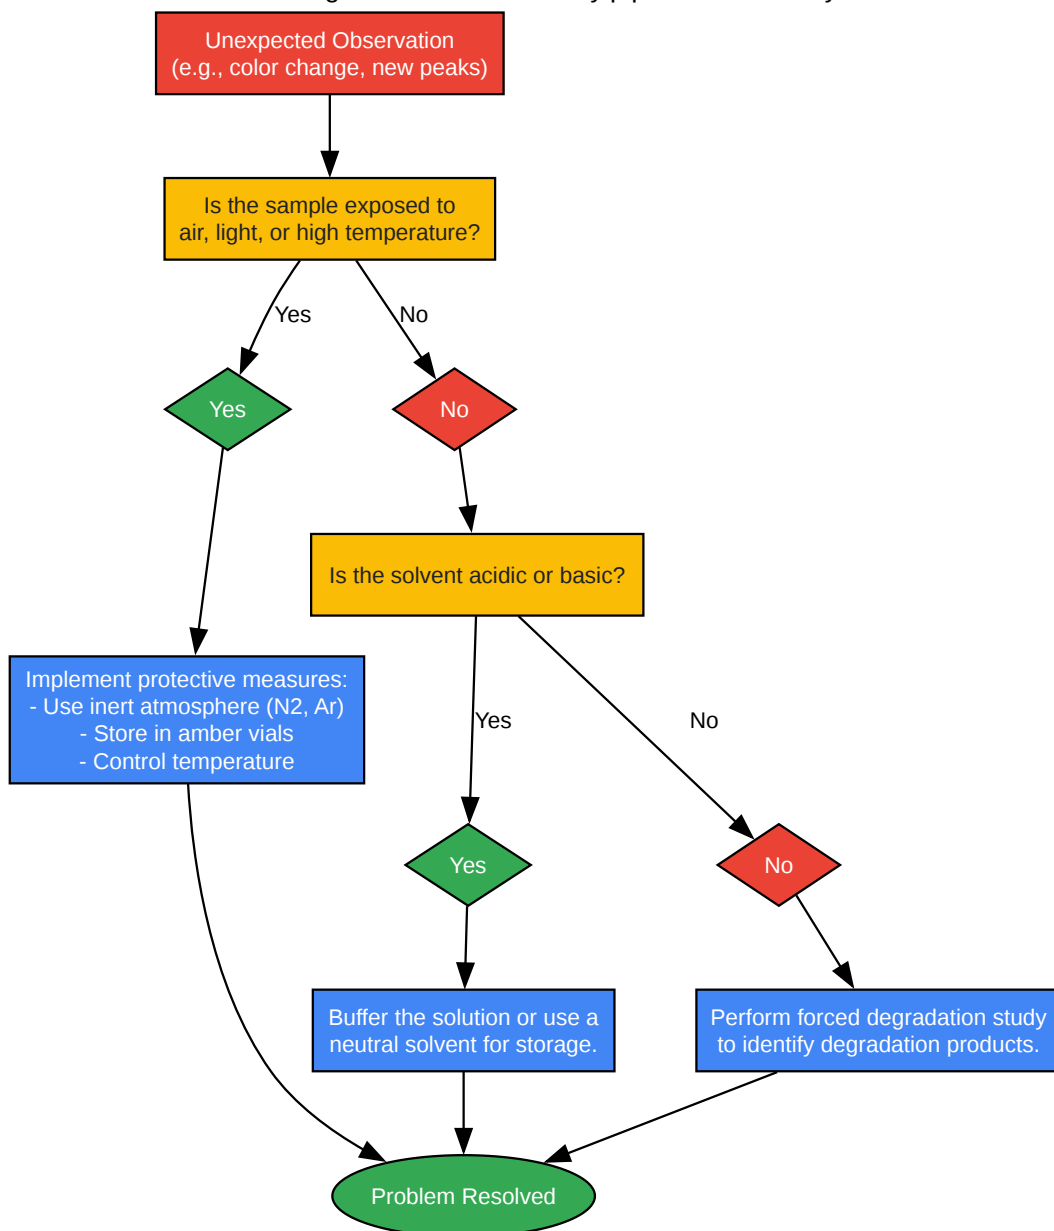 Unexpected Observation
(e.g., color change, new peaks)
Is the sample exposed to
air, light, or high temperature?
Yes
No
Yes
No
Is the solvent acidic or basic?
Implement protective measures:
- Use inert atmosphere (N2, Ar)
- Store in amber vials
- Control temperature
Yes
No
Yes
No
Buffer the solution or use a
neutral solvent for storage.
Perform forced degradation study
to identify degradation products.
Problem Resolved